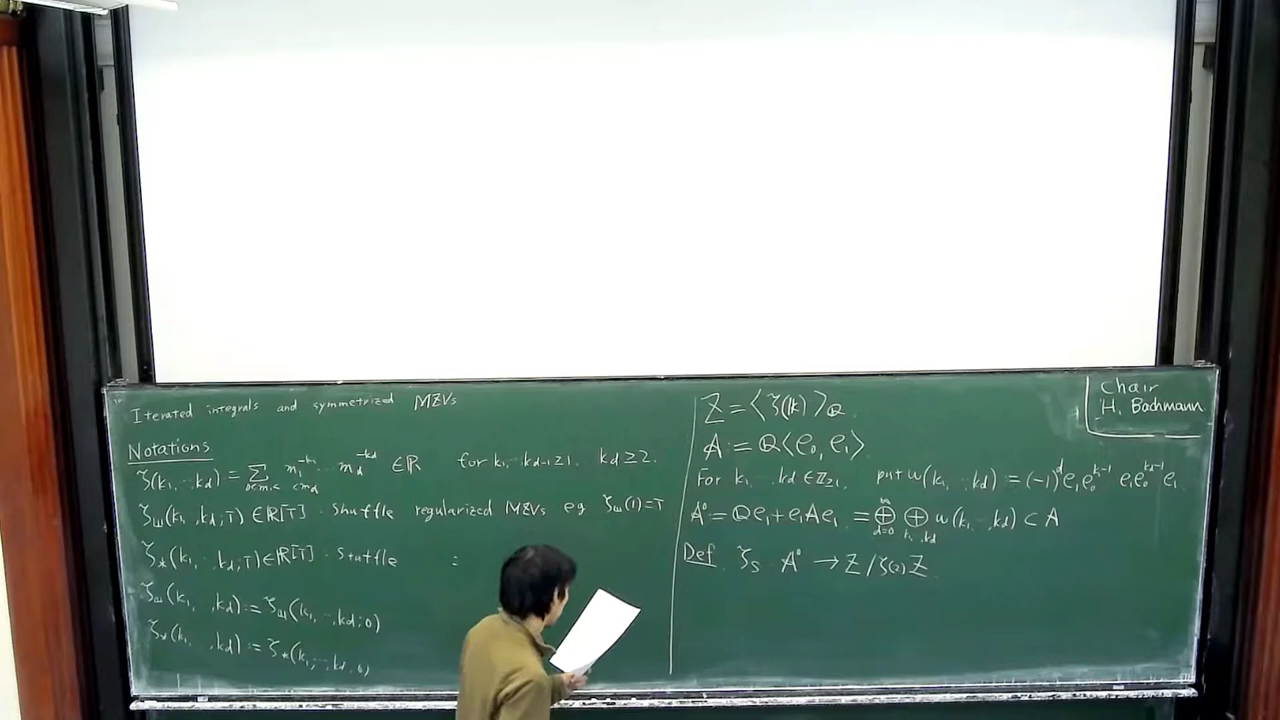 Iterated integrals and symmetrized MZVs
Notations
ζ(k₁,…,k_d) = ∑_{0<m₁<…<m_d} m₁^{-k₁} … m_d^{-k_d} ∈ ℝ for k₁,…,k_{d-1} ≥ 1, k_d ≥ 2.
ζ_ш(k₁,…,k_d;T) ∈ ℝ[T] : shuffle regularized MZVs eg ζ_ш(1)=T
ζ_*(k₁,…,k_d;T) ∈ ℝ[T] : stuffle :
ζ_ш(k₁,…,k_d) := ζ_ш(k₁,…,k_d;0)
ζ_*(k₁,…,k_d) := ζ_*(k₁,…,k_d;0)
Z = ⟨ζ(𝕜)⟩_ℚ
A := ℚ⟨e₀, e₁⟩
For k₁,…,k_d ∈ ℤ_{≥1}, put w(k₁,…,k_d) = (-1)^d e₁e₀^{k₁-1} … e₁e₀^{k_d-1} e₁
A⁰ = ℚe₁ + e₁Ae₁ = ⊕_{d=0}^{∞} ⊕_{k₁,…,k_d} w(k₁,…,k_d) ⊂ A
Def. ζ_S : A⁰ → Z/ζ(2)Z
Chair
H. Bachmann